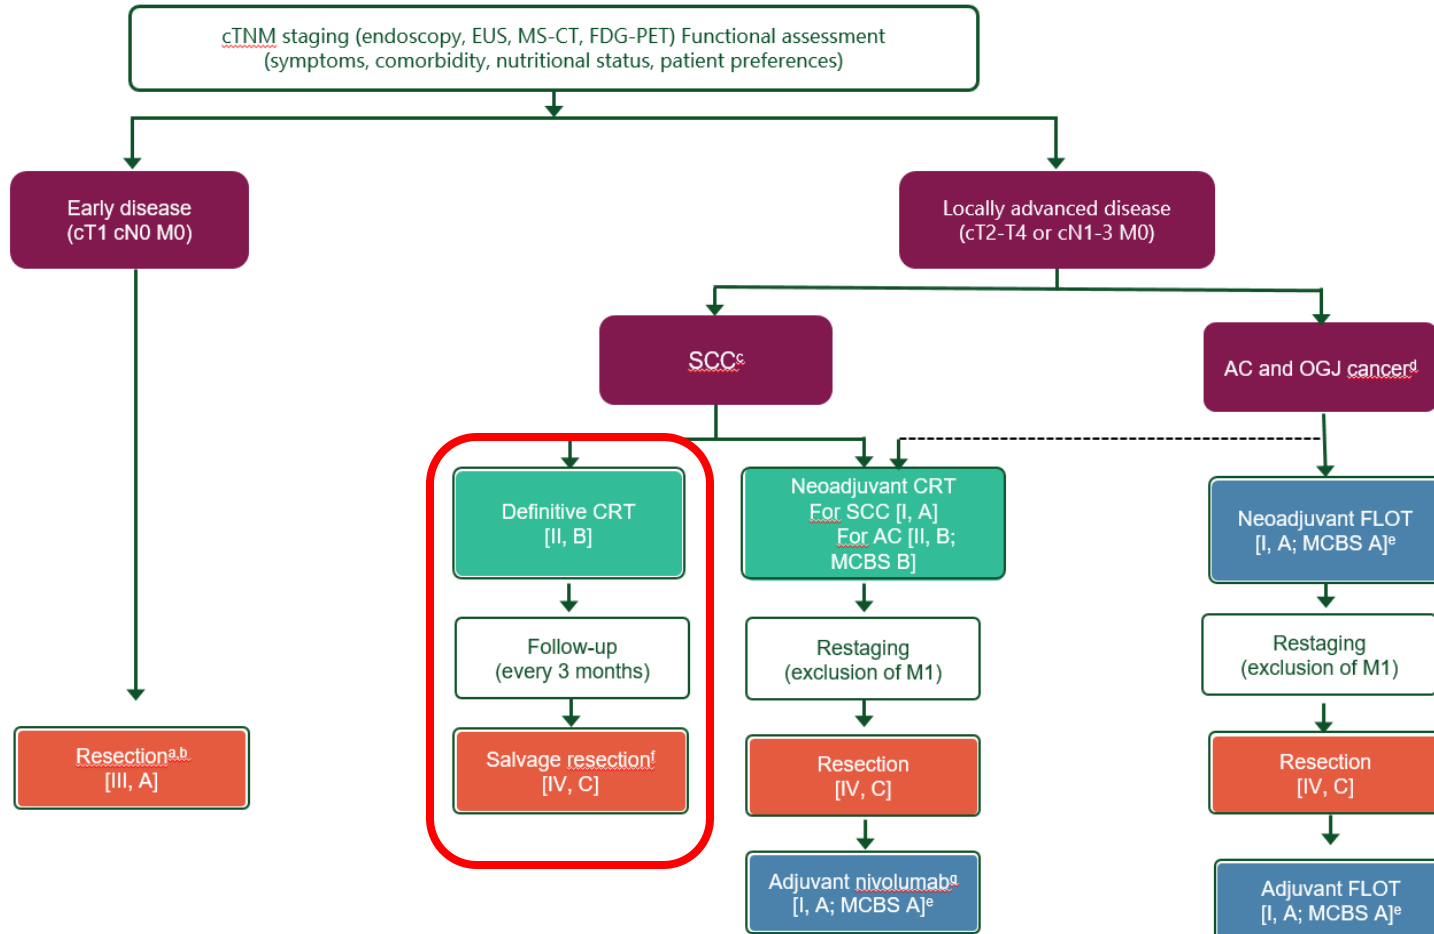 cTNM staging (endoscopy, EUS, MS-CT, FDG-PET) Functional assessment
(symptoms, comorbidity, nutritional status, patient preferences)
Early disease
(cT1 cN0 M0)
Locally advanced disease
(cT2-T4 or cN1-3 M0)
SCCᶜ
AC and OGJ cancerᵈ
Definitive CRT
[II, B]
Neoadjuvant CRT
For SCC [I, A]
For AC [II, B;
MCBS B]
Neoadjuvant FLOT
[I, A; MCBS A]ᵉ
Follow-up
(every 3 months)
Restaging
(exclusion of M1)
Restaging
(exclusion of M1)
Resectionᵃ,ᵇ
[III, A]
Salvage resectionᶠ
[IV, C]
Resection
[IV, C]
Resection
[IV, C]
Adjuvant nivolumabᵍ
[I, A; MCBS A]ᵉ
Adjuvant FLOT
[I, A; MCBS A]ᵉ